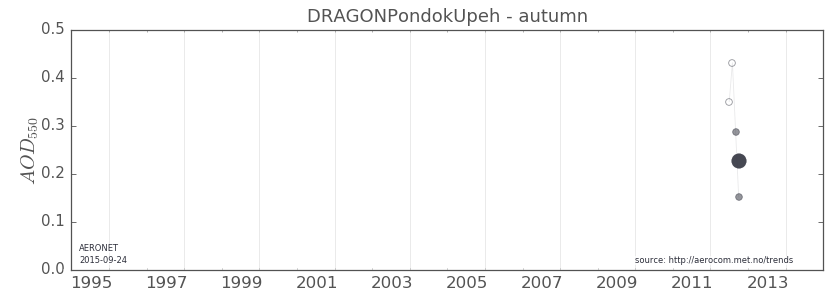 DRAGONPondokUpeh - autumn
0.5
0.4
0.3
0.2
0.1
0.0
AOD550
AERONET
2015-09-24
source: http://aerocom.met.no/trends
1995 1997 1999 2001 2003 2005 2007 2009 2011 2013